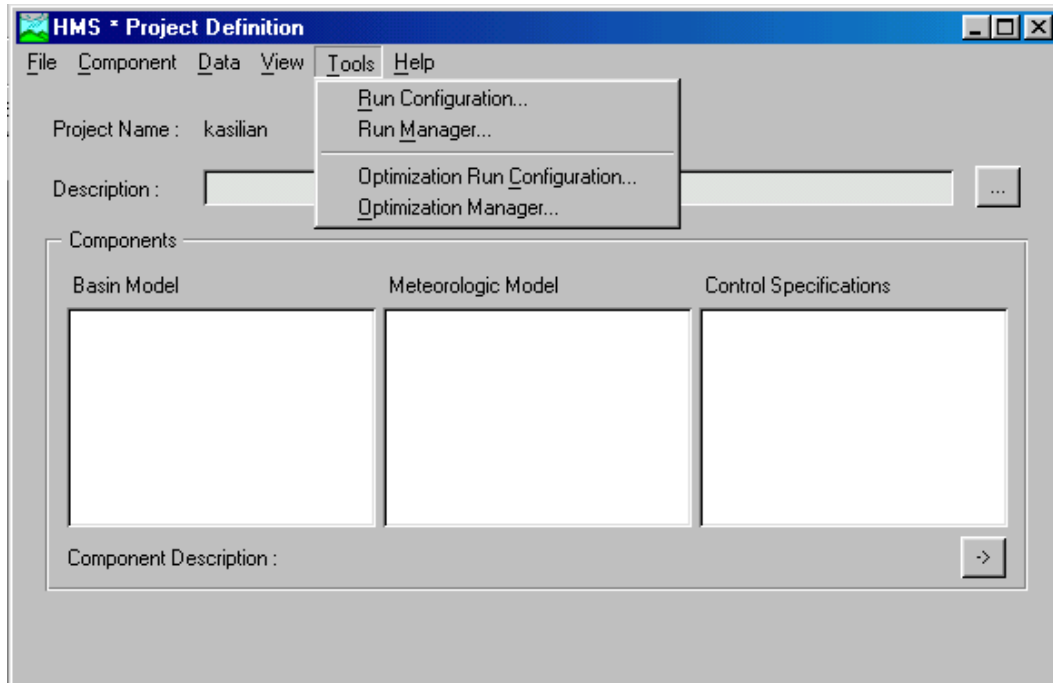 HMS * Project Definition
File Component Data View Tools Help
Run Configuration...
Run Manager...
Optimization Run Configuration...
Optimization Manager...
Project Name : kasilian
Description :
...
Components
Basin Model Meteorologic Model Control Specifications
Component Description :
->